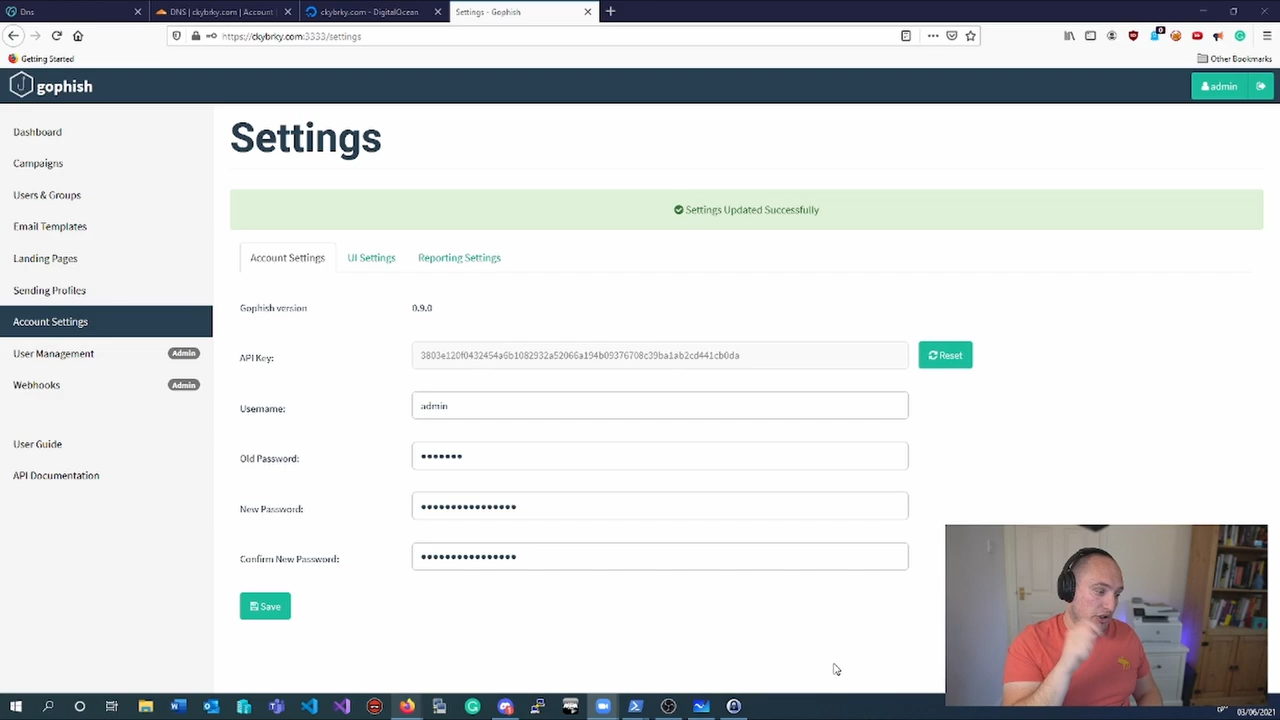 Dns
DNS | ckybrky.com | Account
ckybrky.com - DigitalOcean
Settings - Gophish
https://ckybrky.com:3333/settings
Getting Started
Other Bookmarks
gophish
admin
Dashboard
Campaigns
Users & Groups
Email Templates
Landing Pages
Sending Profiles
Account Settings
User Management
Admin
Webhooks
Admin
User Guide
API Documentation
Settings
Settings Updated Successfully
Account Settings
UI Settings
Reporting Settings
Gophish version
0.9.0
API Key:
Reset
Username:
admin
Old Password:
•••••••
New Password:
••••••••••••••••
Confirm New Password:
••••••••••••••••
Save
03/06/2021